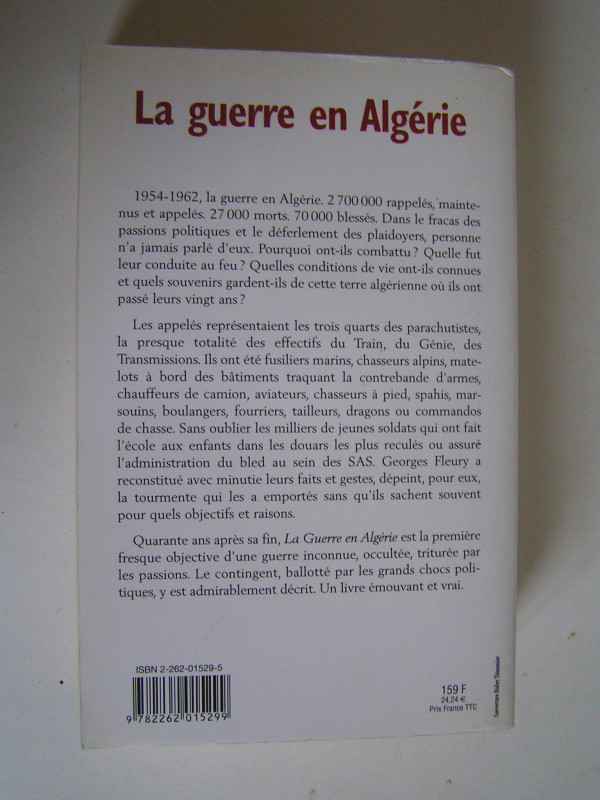 La guerre en Algérie
1954-1962, la guerre en Algérie. 2 700 000 rappelés, mainte-
nus et appelés. 27 000 morts. 70 000 blessés. Dans le fracas des
passions politiques et le déferlement des plaidoyers, personne
n'a jamais parlé d'eux. Pourquoi ont-ils combattu ? Quelle fut
leur conduite au feu ? Quelles conditions de vie ont-ils connues
et quels souvenirs gardent-ils de cette terre algérienne où ils ont
passé leurs vingt ans ?
Les appelés représentaient les trois quarts des parachutistes,
la presque totalité des effectifs du Train, du Génie, des
Transmissions. Ils ont été fusiliers marins, chasseurs alpins, mate-
lots à bord des bâtiments traquant la contrebande d'armes,
chauffeurs de camion, aviateurs, chasseurs à pied, spahis, mar-
souins, boulangers, fourriers, tailleurs, dragons ou commandos
de chasse. Sans oublier les milliers de jeunes soldats qui ont fait
l'école aux enfants dans les douars les plus reculés ou assuré
l'administration du bled au sein des SAS. Georges Fleury a
reconstitué avec minutie leurs faits et gestes, dépeint, pour eux,
la tourmente qui les a emportés sans qu'ils sachent souvent
pour quels objectifs et raisons.
Quarante ans après sa fin, La Guerre en Algérie est la première
fresque objective d'une guerre inconnue, occultée, triturée par
les passions. Le contingent, ballotté par les grands chocs poli-
tiques, y est admirablement décrit. Un livre émouvant et vrai.
ISBN 2-262-01529-5
9 782262 015299
159 F
24,24 €
Prix France TTC
Couverture Didier Thimonier